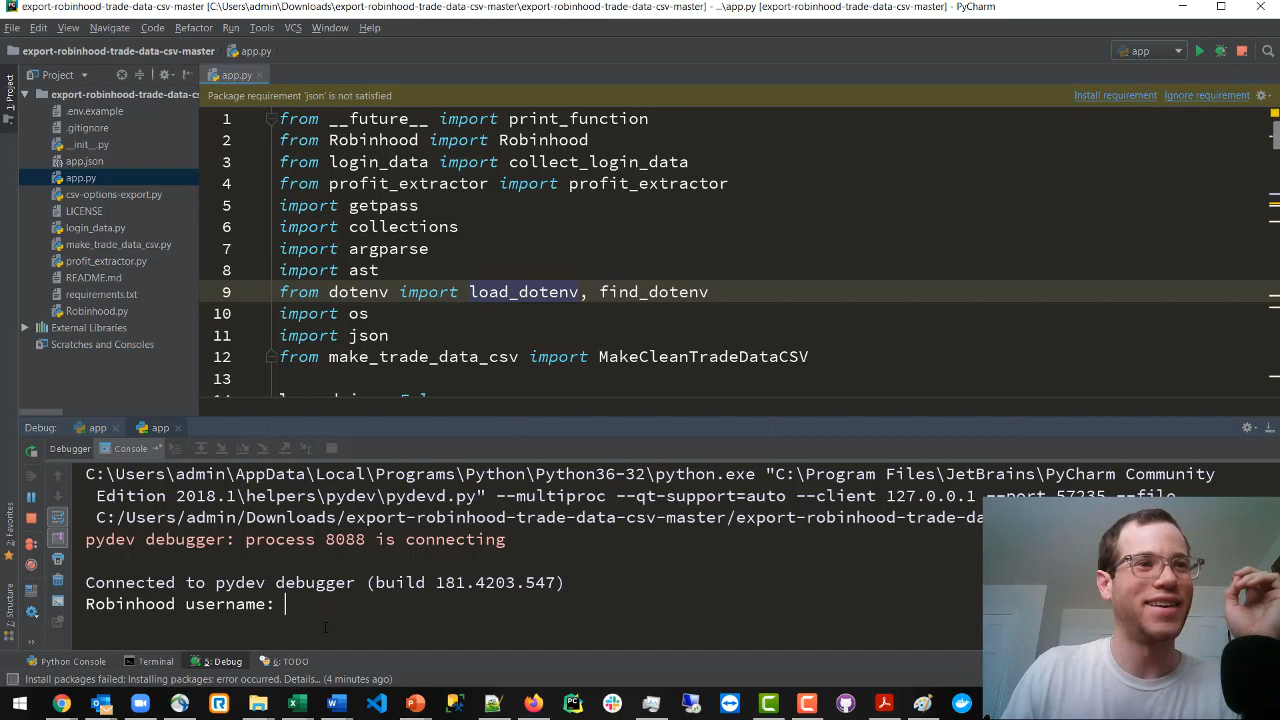 export-robinhood-trade-data-csv-master [C:\Users\admin\Downloads\export-robinhood-trade-data-csv-master\export-robinhood-trade-data-csv-master] - ...\app.py - PyCharm
File Edit View Navigate Code Refactor Run Tools VCS Window Help
export-robinhood-trade-data-csv-master app.py app
Project app.py
1: Project
export-robinhood-trade-data-cs
Package requirement 'json' is not satisfied Install requirement Ignore requirement
.env.example
.gitignore
__init__.py
app.json
app.py
csv-options-export.py
LICENSE
login_data.py
make_trade_data_csv.py
profit_extractor.py
README.md
requirements.txt
Robinhood.py
External Libraries
Scratches and Consoles
1 from __future__ import print_function
2 from Robinhood import Robinhood
3 from login_data import collect_login_data
4 from profit_extractor import profit_extractor
5 import getpass
6 import collections
7 import argparse
8 import ast
9 from dotenv import load_dotenv, find_dotenv
10 import os
11 import json
12 from make_trade_data_csv import MakeCleanTradeDataCSV
13
Debug: app app
Debugger Console
C:\Users\admin\AppData\Local\Programs\Python\Python36-32\python.exe "C:\Program Files\JetBrains\PyCharm Community
Edition 2018.1\helpers\pydev\pydevd.py" --multiproc --qt-support=auto --client 127.0.0.1 --port 57235 --file
C:/Users/admin/Downloads/export-robinhood-trade-data-csv-master/export-robinhood-trade-da
pydev debugger: process 8088 is connecting
Connected to pydev debugger (build 181.4203.547)
Robinhood username:
2: Favorites
Z: Structure
Python Console Terminal 5: Debug 6: TODO
Install packages failed: Installing packages: error occurred. Details... (4 minutes ago)